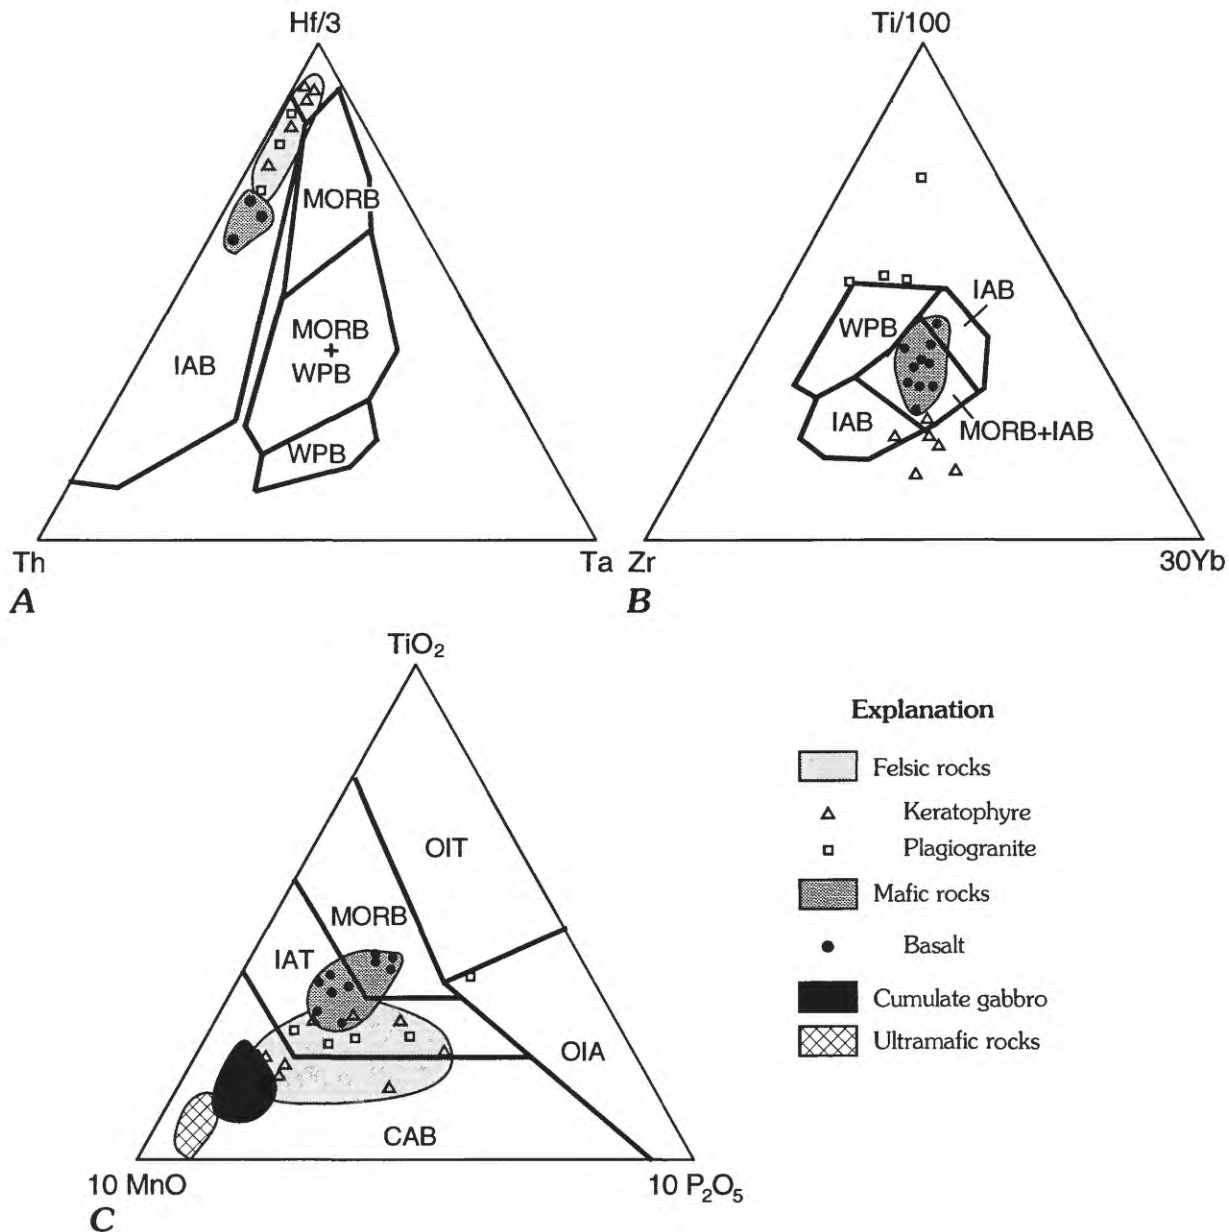 Hf/3
MORB
MORB
+
WPB
IAB
WPB
Th Ta
A
Ti/100
IAB
WPB
IAB
MORB+IAB
Zr 30Yb
B
TiO₂
OIT
MORB
IAT
OIA
CAB
10 MnO 10 P₂O₅
C
Explanation
Felsic rocks
Keratophyre
Plagiogranite
Mafic rocks
Basalt
Cumulate gabbro
Ultramafic rocks